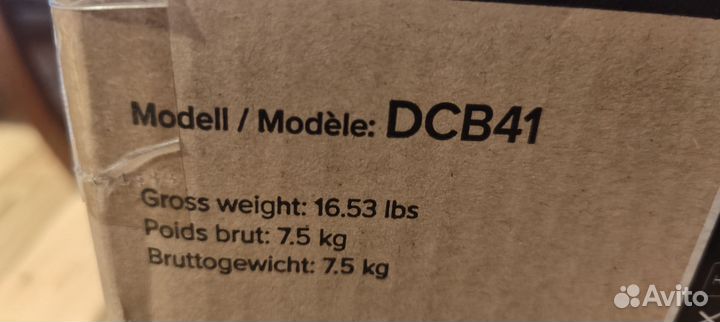 Modell / Modèle: DCB41
Gross weight: 16.53 lbs
Poids brut: 7.5 kg
Bruttogewicht: 7.5 kg
Avito